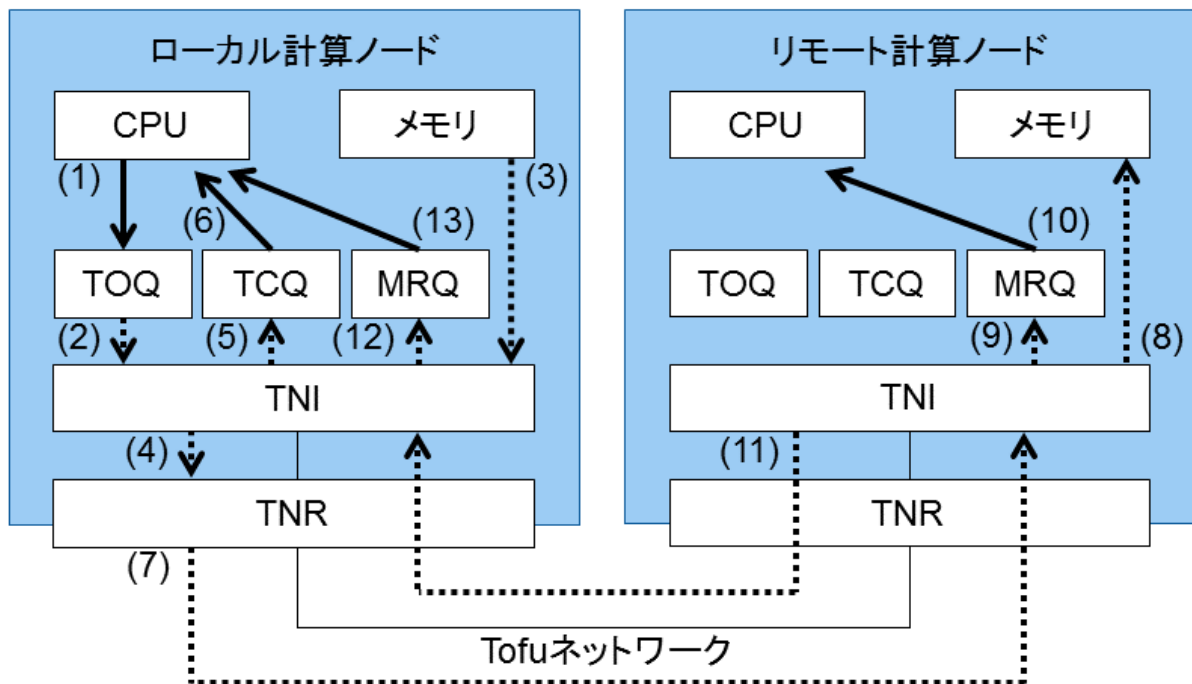 ローカル計算ノード
CPU
メモリ
(1)
(3)
(6)
(13)
TOQ
TCQ
MRQ
(2)
(5)
(12)
TNI
(4)
TNR
(7)
リモート計算ノード
CPU
メモリ
(10)
TOQ
TCQ
MRQ
(9)
(8)
TNI
(11)
TNR
Tofuネットワーク